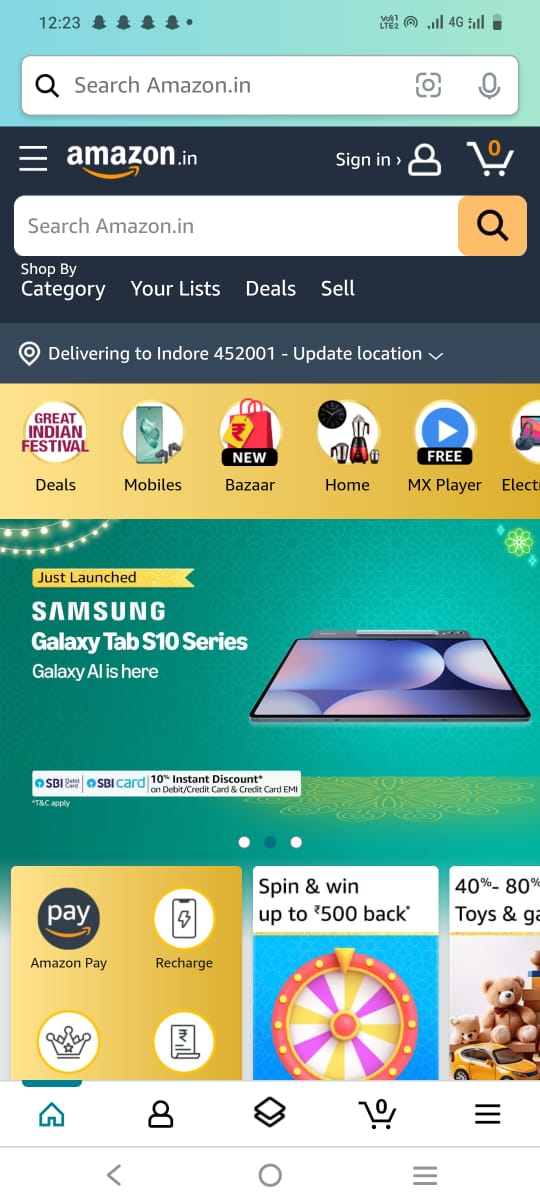 12:23
Vo1) LTE2 4G
Search Amazon.in
amazon.in
Sign in ›
0
Search Amazon.in
Shop By
Category Your Lists Deals Sell
Delivering to Indore 452001 - Update location
GREAT
INDIAN
FESTIVAL
NEW
FREE
Deals Mobiles Bazaar Home MX Player Electr
Just Launched
SAMSUNG
Galaxy Tab S10 Series
Galaxy AI is here
SBI Debit Card SBI card 10% Instant Discount*
on Debit/Credit Card & Credit Card EMI
*T&C apply
pay
Amazon Pay
Recharge
Spin & win
up to ₹500 back*
40%- 80%
Toys & ga
0